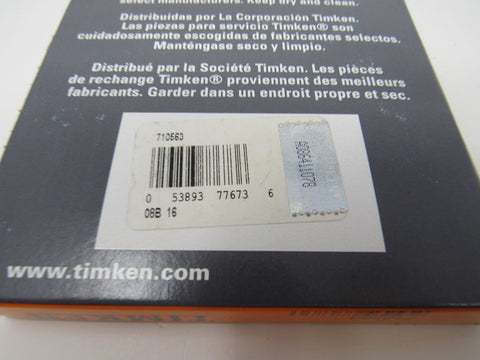 select manufacturers. Keep dry and clean.
Distribuidas por La Corporación Timken.
Las piezas para servicio Timken® son
cuidadosamente escogidas de fabricantes selectos.
Manténgase seco y limpio.
Distribué par la Société Timken. Les pièces
de rechange Timken® proviennent des meilleurs
fabricants. Garder dans un endroit propre et sec.
710563
0 53893 77673 6
08B 16
www.timken.com
TIMKEN